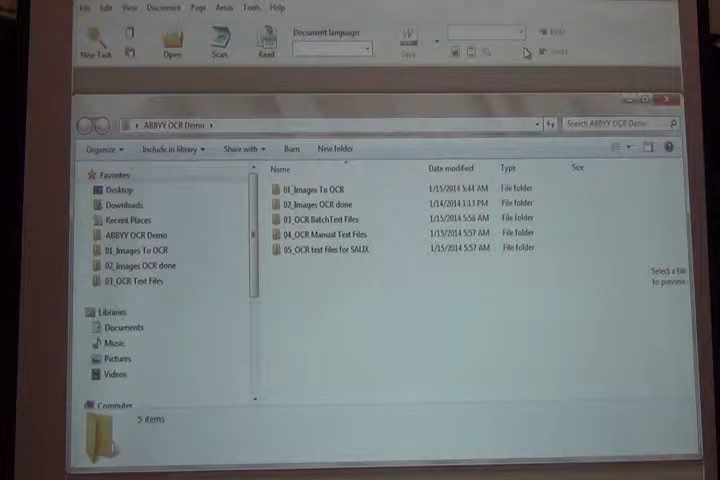 File Edit View Document Page Areas Tools Help
Document languages:
New Task Open Scan Read Save Undo
ABBYY OCR Demo
Search ABBYY OCR Demo
Organize Include in library Share with Burn New folder
Name Date modified Type Size
Favorites
Desktop
Downloads
Recent Places
ABBYY OCR Demo
01_Images To OCR
02_Images OCR done
03_OCR Text Files
Libraries
Documents
Music
Pictures
Videos
Computer
01_Images To OCR 1/15/2014 5:44 AM File folder
02_Images OCR done 1/14/2014 1:13 PM File folder
03_OCR BatchText Files 1/15/2014 5:58 AM File folder
04_OCR Manual Text Files 1/15/2014 5:57 AM File folder
05_OCR text files for SALIX 1/15/2014 5:57 AM File folder
Select a file
to preview.
5 items